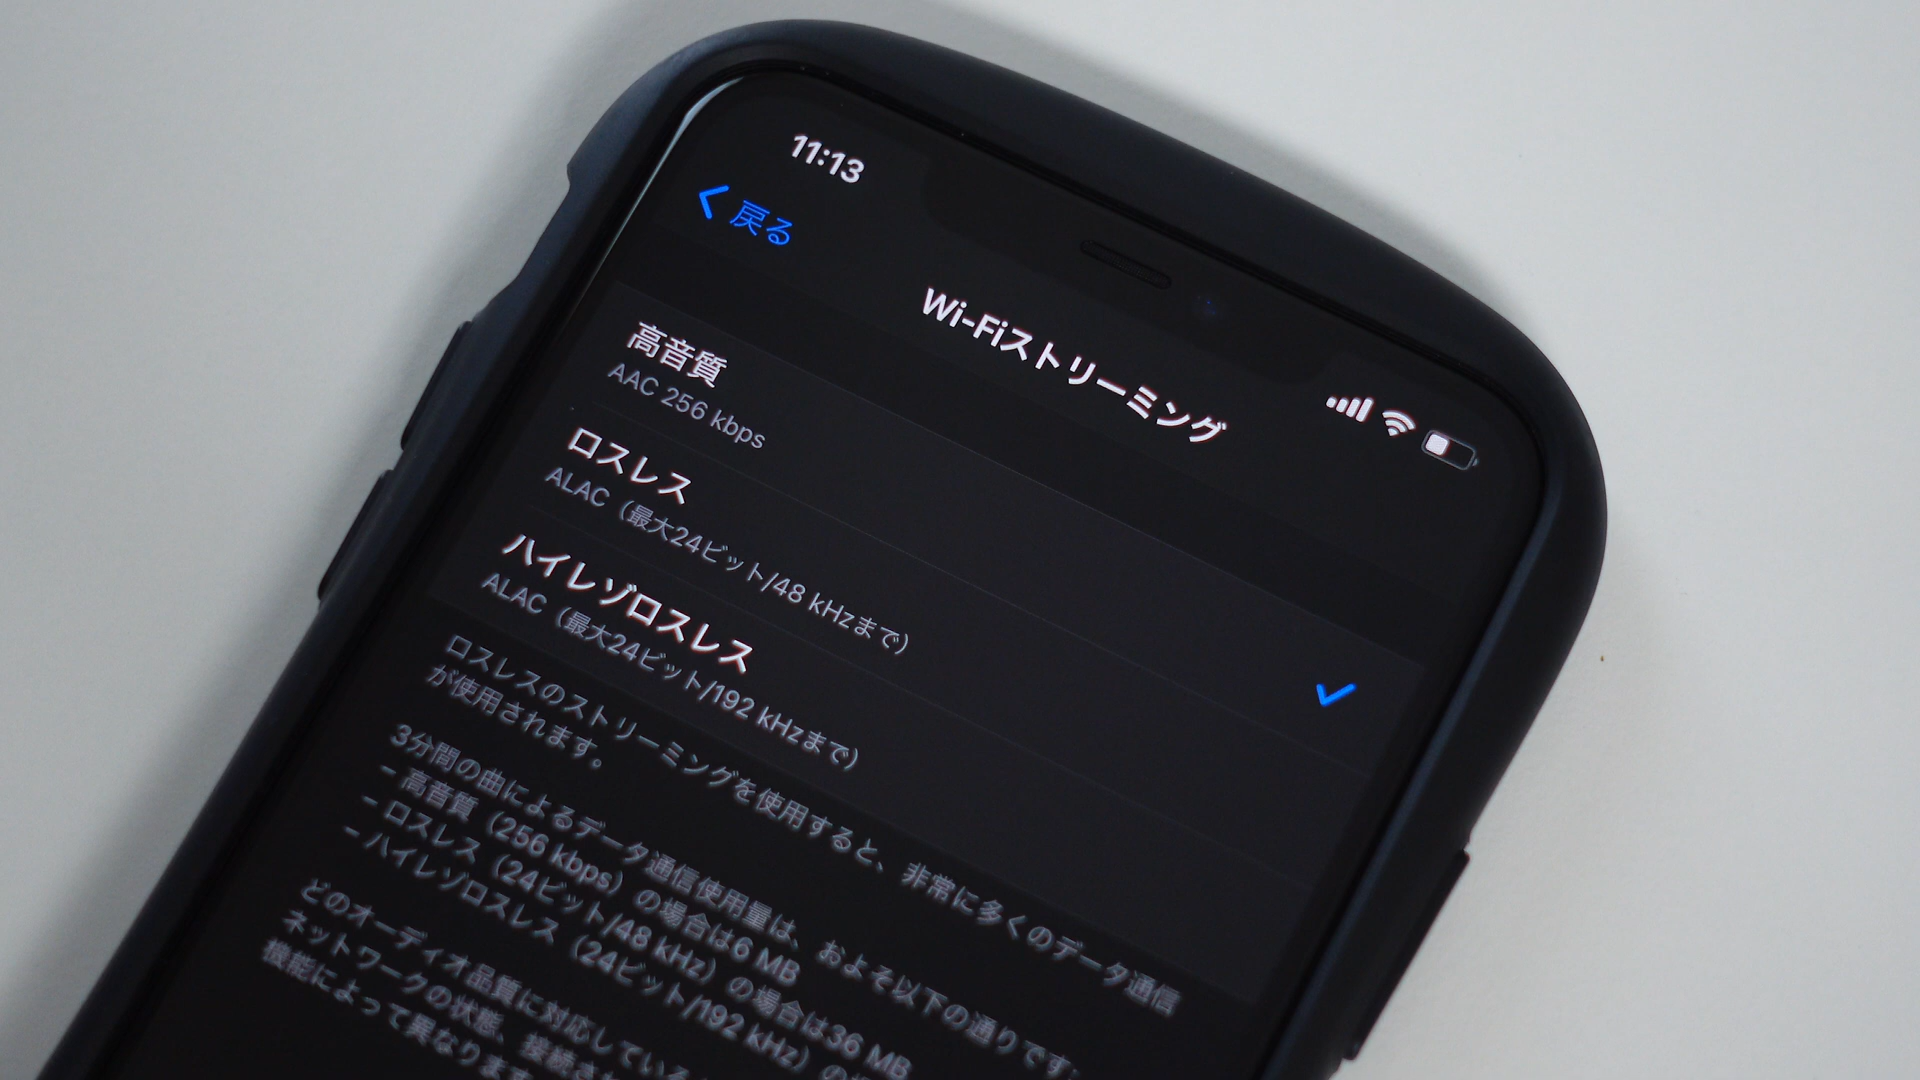 11:13
戻る
Wi-Fiストリーミング
高音質
AAC 256 kbps
ロスレス
ALAC（最大24ビット/48 kHzまで）
ハイレゾロスレス
ALAC（最大24ビット/192 kHzまで）
ロスレスのストリーミングを使用すると、非常に多くのデータ通信
が使用されます。
3分間の曲によるデータ通信使用量は、およそ以下の通りです:
- 高音質（256 kbps）の場合は6 MB
- ロスレス（24ビット/48 kHz）の場合は36 MB
- ハイレゾロスレス（24ビット/192 kHz）の
どのオーディオ品質に対応している
ネットワークの状態、接続さ
機能によって異なります